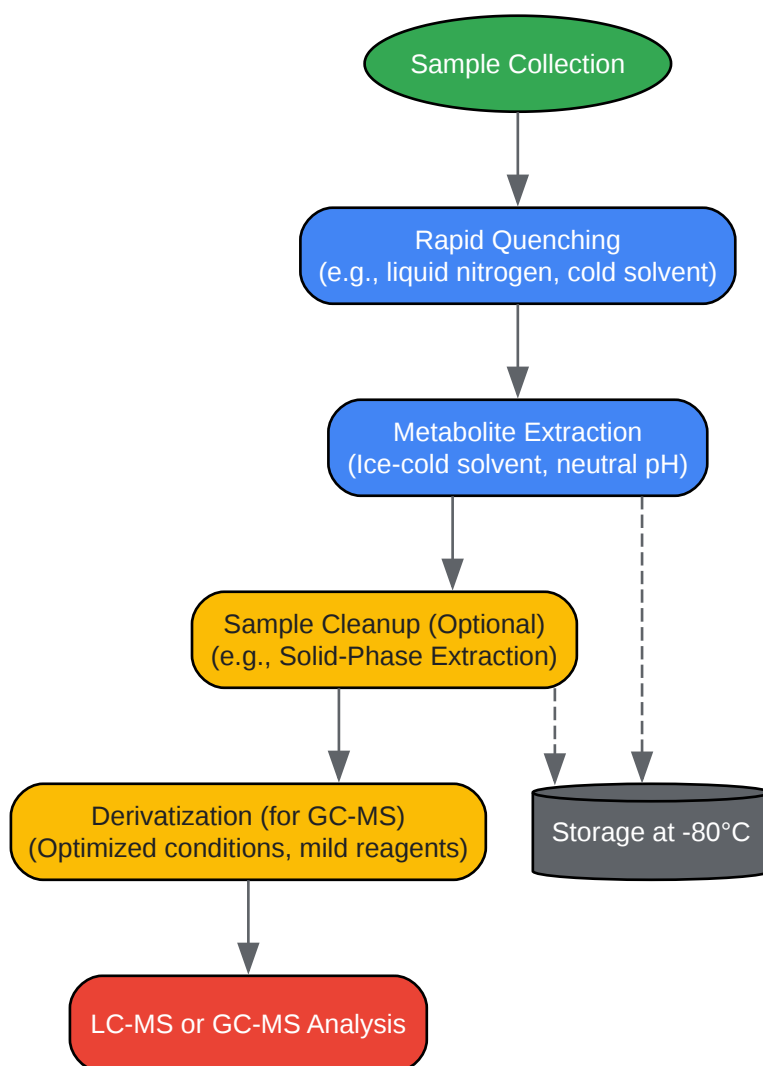 Sample Collection
Rapid Quenching
(e.g., liquid nitrogen, cold solvent)
Metabolite Extraction
(Ice-cold solvent, neutral pH)
Sample Cleanup (Optional)
(e.g., Solid-Phase Extraction)
Derivatization (for GC-MS)
(Optimized conditions, mild reagents)
Storage at -80°C
LC-MS or GC-MS Analysis